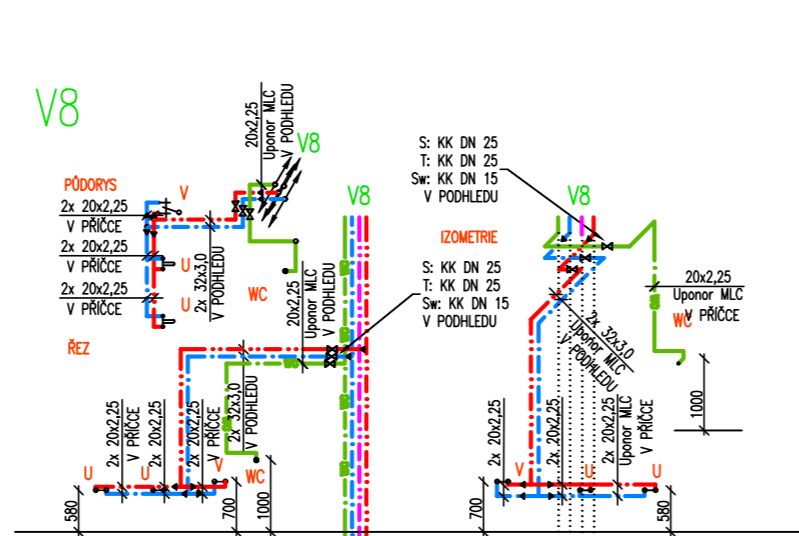 V8
PŮDORYS
2x 20x2,25
V PŘÍČCE
2x 20x2,25
V PŘÍČCE
2x 20x2,25
V PŘÍČCE
V
U
U
2x 32x3,0
V PODHLEDU
20x2,25
Uponor MLC
V PODHLEDU
V8
WC
ŘEZ
20x2,25
Uponor MLC
V PODHLEDU
V8
S: KK DN 25
T: KK DN 25
Sw: KK DN 15
V PODHLEDU
2x 20x2,25
V PŘÍČCE
2x 20x2,25
2x 20x2,25
V PŘÍČCE
2x 32x3,0
V PODHLEDU
U
U
V
WC
580
700
1000
S: KK DN 25
T: KK DN 25
Sw: KK DN 15
V PODHLEDU
IZOMETRIE
V8
20x2,25
Uponor MLC
V PŘÍČCE
WC
2x 32x3,0
Uponor MLC
V PODHLEDU
1000
2x 20x2,25
2x 20x2,25
2x 20x2,25
Uponor MLC
V PŘÍČCE
V
U
U
700
580